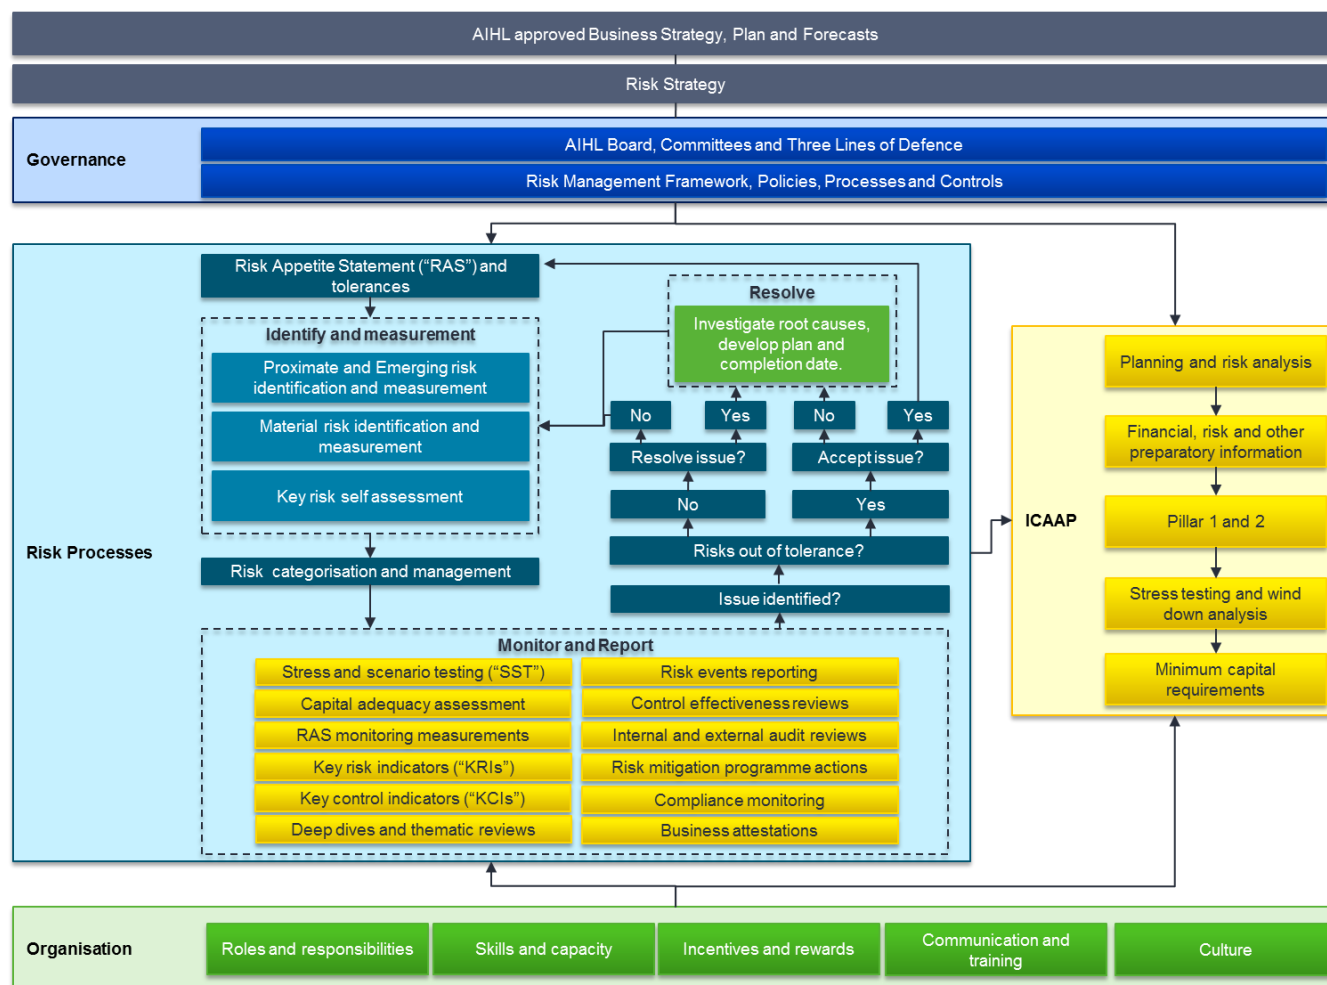 AIHL approved Business Strategy, Plan and Forecasts
Risk Strategy
Governance
AIHL Board, Committees and Three Lines of Defence
Risk Management Framework, Policies, Processes and Controls
Risk Processes
Risk Appetite Statement (“RAS”) and
tolerances
Identify and measurement
Proximate and Emerging risk
identification and measurement
Material risk identification and
measurement
Key risk self assessment
Risk categorisation and management
Resolve
Investigate root causes,
develop plan and
completion date.
No
Yes
No
Yes
Resolve issue?
Accept issue?
No
Yes
Risks out of tolerance?
Issue identified?
Monitor and Report
Stress and scenario testing (“SST”)
Capital adequacy assessment
RAS monitoring measurements
Key risk indicators (“KRIs”)
Key control indicators (“KCIs”)
Deep dives and thematic reviews
Risk events reporting
Control effectiveness reviews
Internal and external audit reviews
Risk mitigation programme actions
Compliance monitoring
Business attestations
ICAAP
Planning and risk analysis
Financial, risk and other
preparatory information
Pillar 1 and 2
Stress testing and wind
down analysis
Minimum capital
requirements
Organisation
Roles and responsibilities
Skills and capacity
Incentives and rewards
Communication and
training
Culture